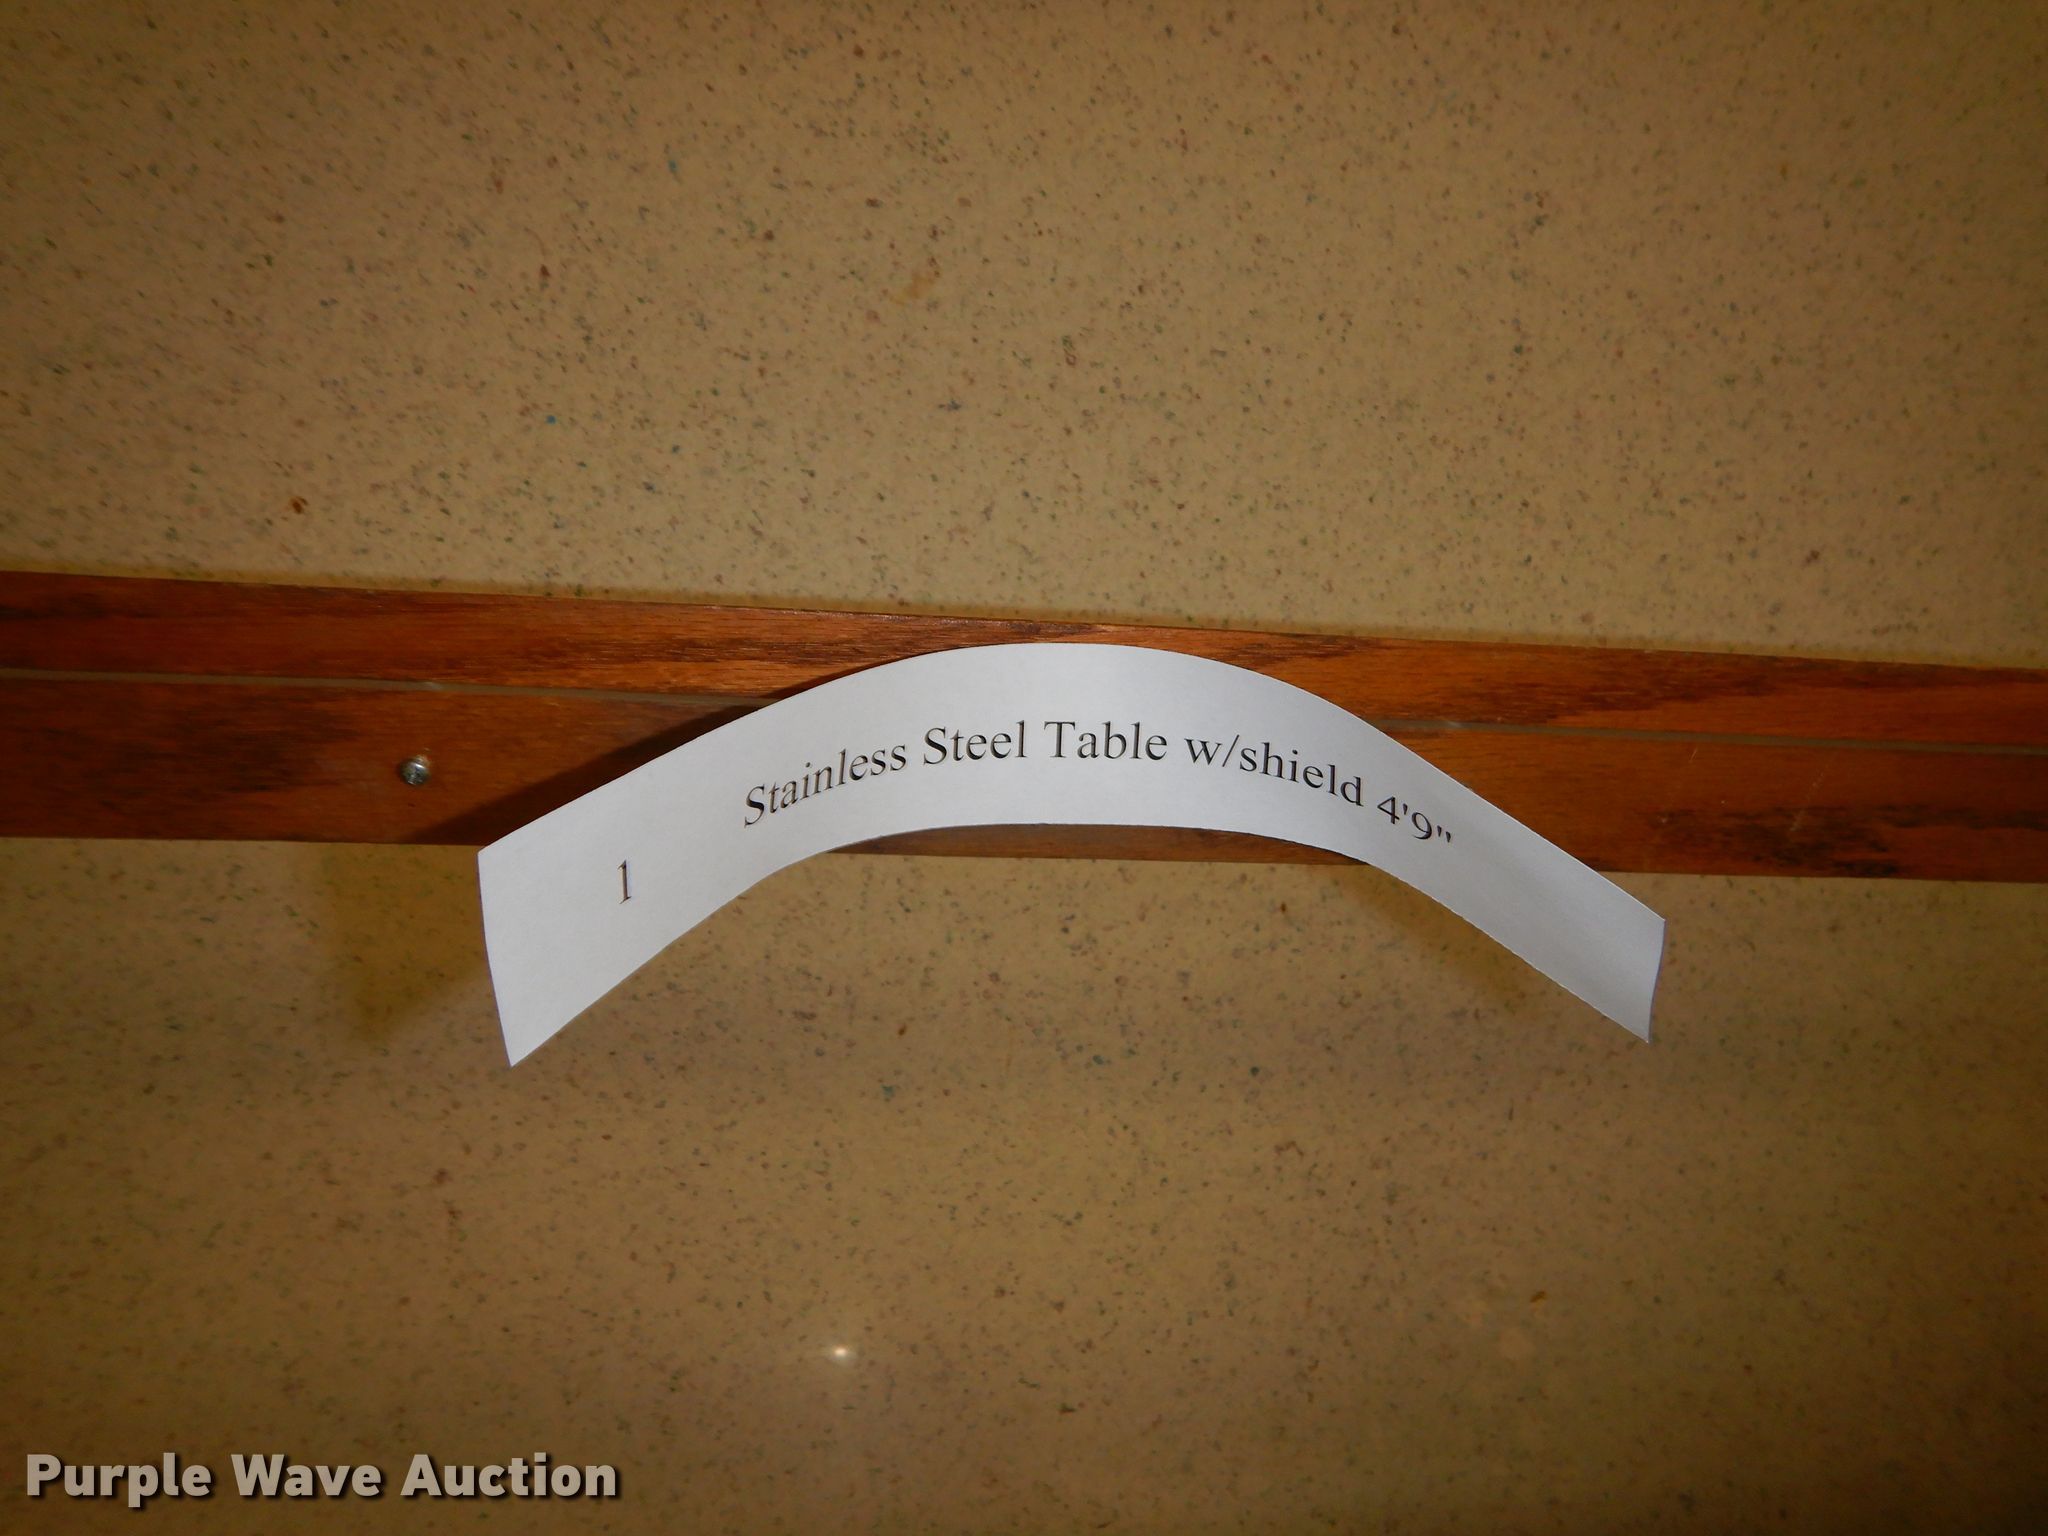 1 Stainless Steel Table w/shield 4'9"
Purple Wave Auction